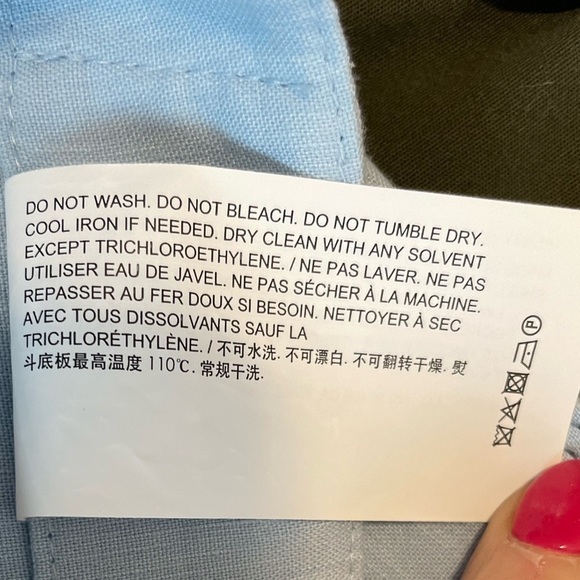 DO NOT WASH. DO NOT BLEACH. DO NOT TUMBLE DRY.
COOL IRON IF NEEDED. DRY CLEAN WITH ANY SOLVENT
EXCEPT TRICHLOROETHYLENE. / NE PAS LAVER. NE PAS
UTILISER EAU DE JAVEL. NE PAS SÉCHER À LA MACHINE.
REPASSER AU FER DOUX SI BESOIN. NETTOYER À SEC
AVEC TOUS DISSOLVANTS SAUF LA
TRICHLORÉTHYLÈNE. / 不可水洗. 不可漂白. 不可翻转干燥. 熨
斗底板最高温度 110℃. 常规干洗.
P